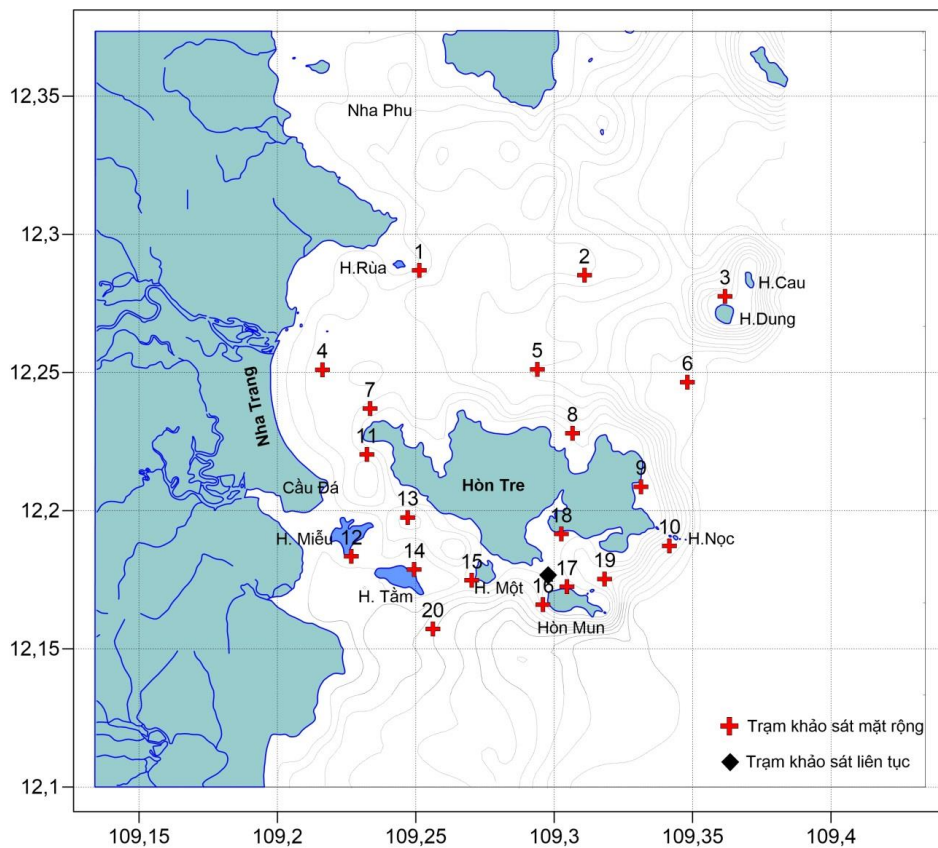 12,35
Nha Phu
12,3
1
H.Rùa
2
3
H.Cau
H.Dung
12,25
4
5
6
Nha Trang
7
8
11
9
Hòn Tre
Cầu Đá
12,2
13
18
10
H.Nọc
H. Miễu
12
14
15
17
19
H. Một
H. Tằm
16
20
Hòn Mun
12,15
Trạm khảo sát mặt rộng
Trạm khảo sát liên tục
12,1
109,15
109,2
109,25
109,3
109,35
109,4